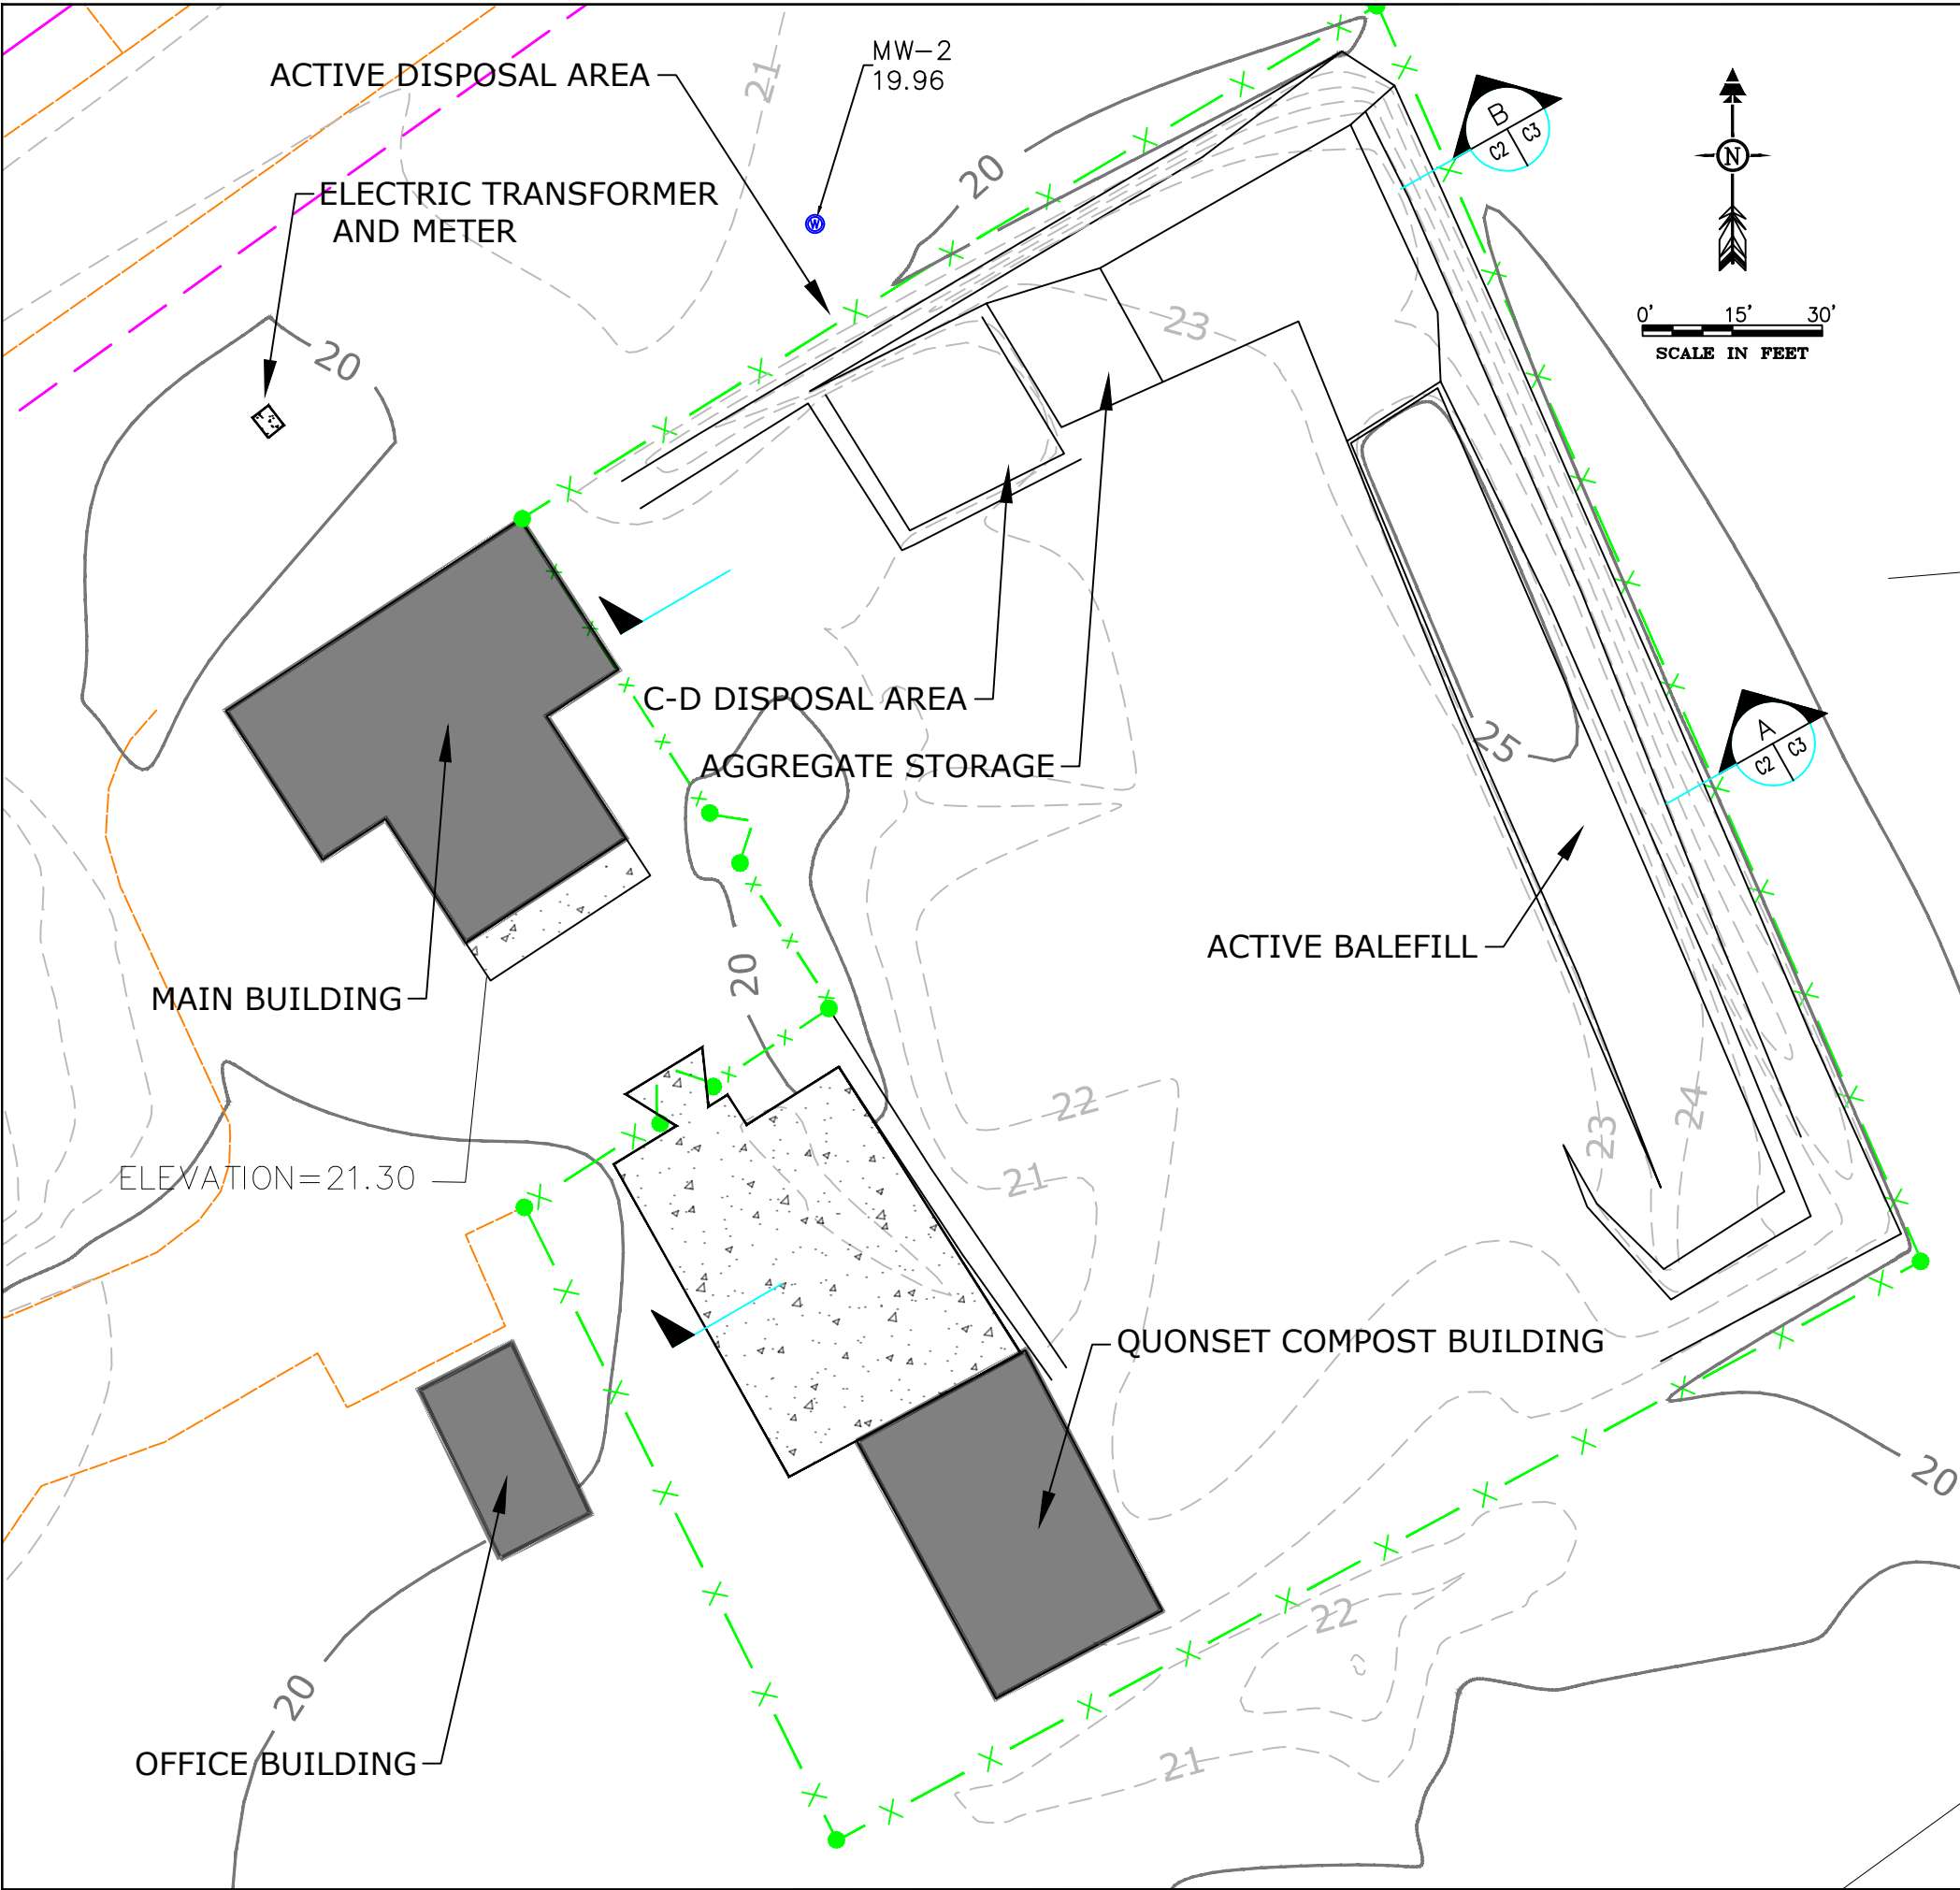 MW-2
19.96
ACTIVE DISPOSAL AREA
21
B
C2
C3
N
20
ELECTRIC TRANSFORMER
AND METER
0' 15' 30'
SCALE IN FEET
23
20
C-D DISPOSAL AREA
AGGREGATE STORAGE
25
A
C2
C3
ACTIVE BALEFILL
20
MAIN BUILDING
22
24
23
ELEVATION=21.30
21
QUONSET COMPOST BUILDING
20
22
20
OFFICE BUILDING
21
W